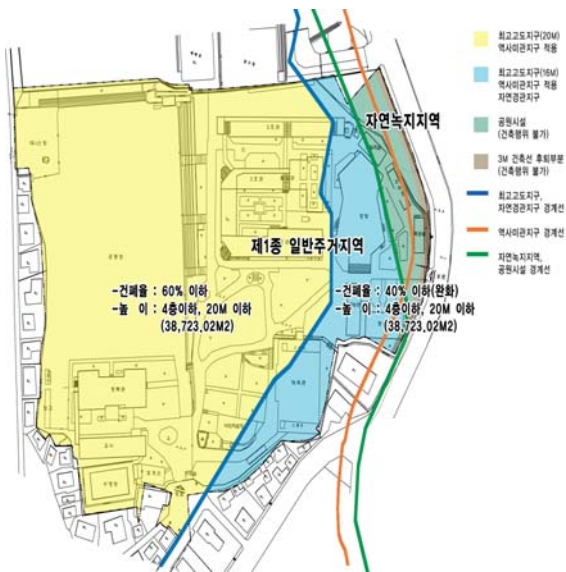 최고고도지구(20M)
역사미관지구 적용
최고고도지구(16M)
역사미관지구 적용
자연경관지구
공원시설
(건축행위 불가)
3M 건축선 후퇴부분
(건축행위 불가)
최고고도지구,
자연경관지구 경계선
역사미관지구 경계선
자연녹지지역,
공원시설 경계선
자연녹지지역
제1종 일반주거지역
-건폐율 : 60% 이하
-높 이 : 4층이하, 20M 이하
(38,723,02M2)
-건폐율 : 40% 이하(완화)
-높 이 : 4층이하, 20M 이하
(38,723,02M2)